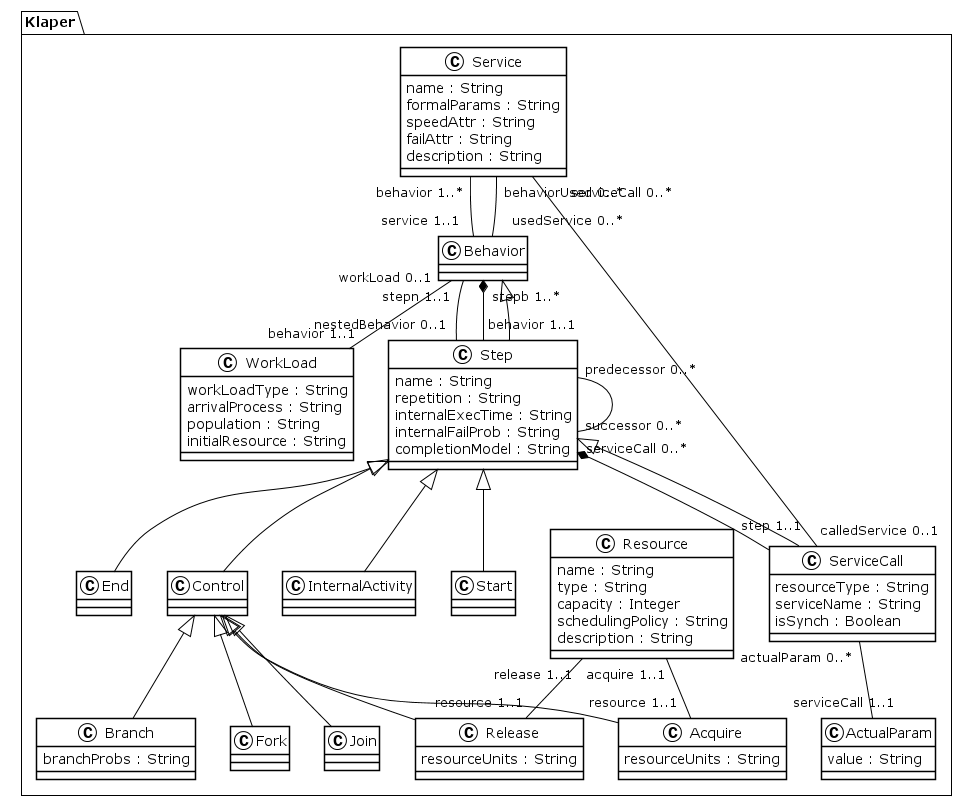 Klaper
C Service
name : String
formalParams : String
speedAttr : String
failAttr : String
description : String
behavior 1..*
behaviorUsed 0..*
serviceCall 0..*
service 1..1
usedService 0..*
C Behavior
workLoad 0..1
stepn 1..1
stepb 1..*
nestedBehavior 0..1
behavior 1..1
behavior 1..1
C WorkLoad
workLoadType : String
arrivalProcess : String
population : String
initialResource : String
C Step
name : String
repetition : String
internalExecTime : String
internalFailProb : String
completionModel : String
predecessor 0..*
successor 0..*
serviceCall 0..*
step 1..1
calledService 0..1
C End
C Control
C InternalActivity
C Start
C Resource
name : String
type : String
capacity : Integer
schedulingPolicy : String
description : String
C ServiceCall
resourceType : String
serviceName : String
isSynch : Boolean
release 1..1
acquire 1..1
actualParam 0..*
resource 1..1
resource 1..1
serviceCall 1..1
C Branch
branchProbs : String
C Fork
C Join
C Release
resourceUnits : String
C Acquire
resourceUnits : String
C ActualParam
value : String